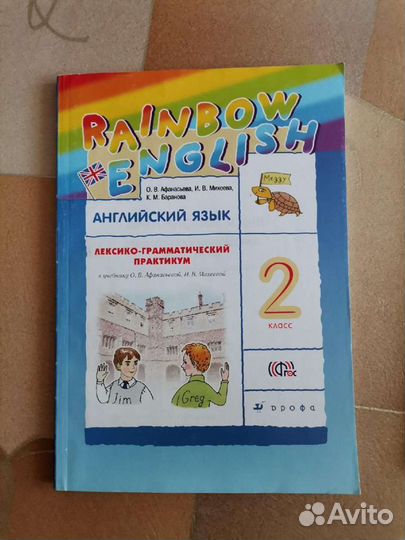 RAINBOW
ENGLISH
О. В. Афанасьева, И. В. Михеева,
К. М. Баранова
Meggy
АНГЛИЙСКИЙ ЯЗЫК
ЛЕКСИКО-ГРАММАТИЧЕСКИЙ
ПРАКТИКУМ
к учебнику О. В. Афанасьевой, И. В. Михеевой
2
класс
Jim
Greg
ФГОС
дрофа
Avito